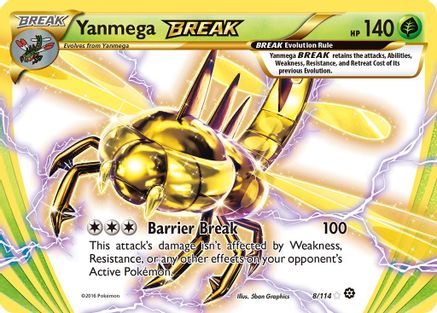 BREAK
Yanmega BREAK
HP 140
Evolves from Yanmega
BREAK Evolution Rule
Yanmega BREAK retains the attacks, Abilities,
Weakness, Resistance, and Retreat Cost of its
previous Evolution.
Barrier Break 100
This attack's damage isn't affected by Weakness,
Resistance, or any other effects on your opponent's
Active Pokémon.
©2016 Pokémon
Illus. 5ban Graphics
8/114